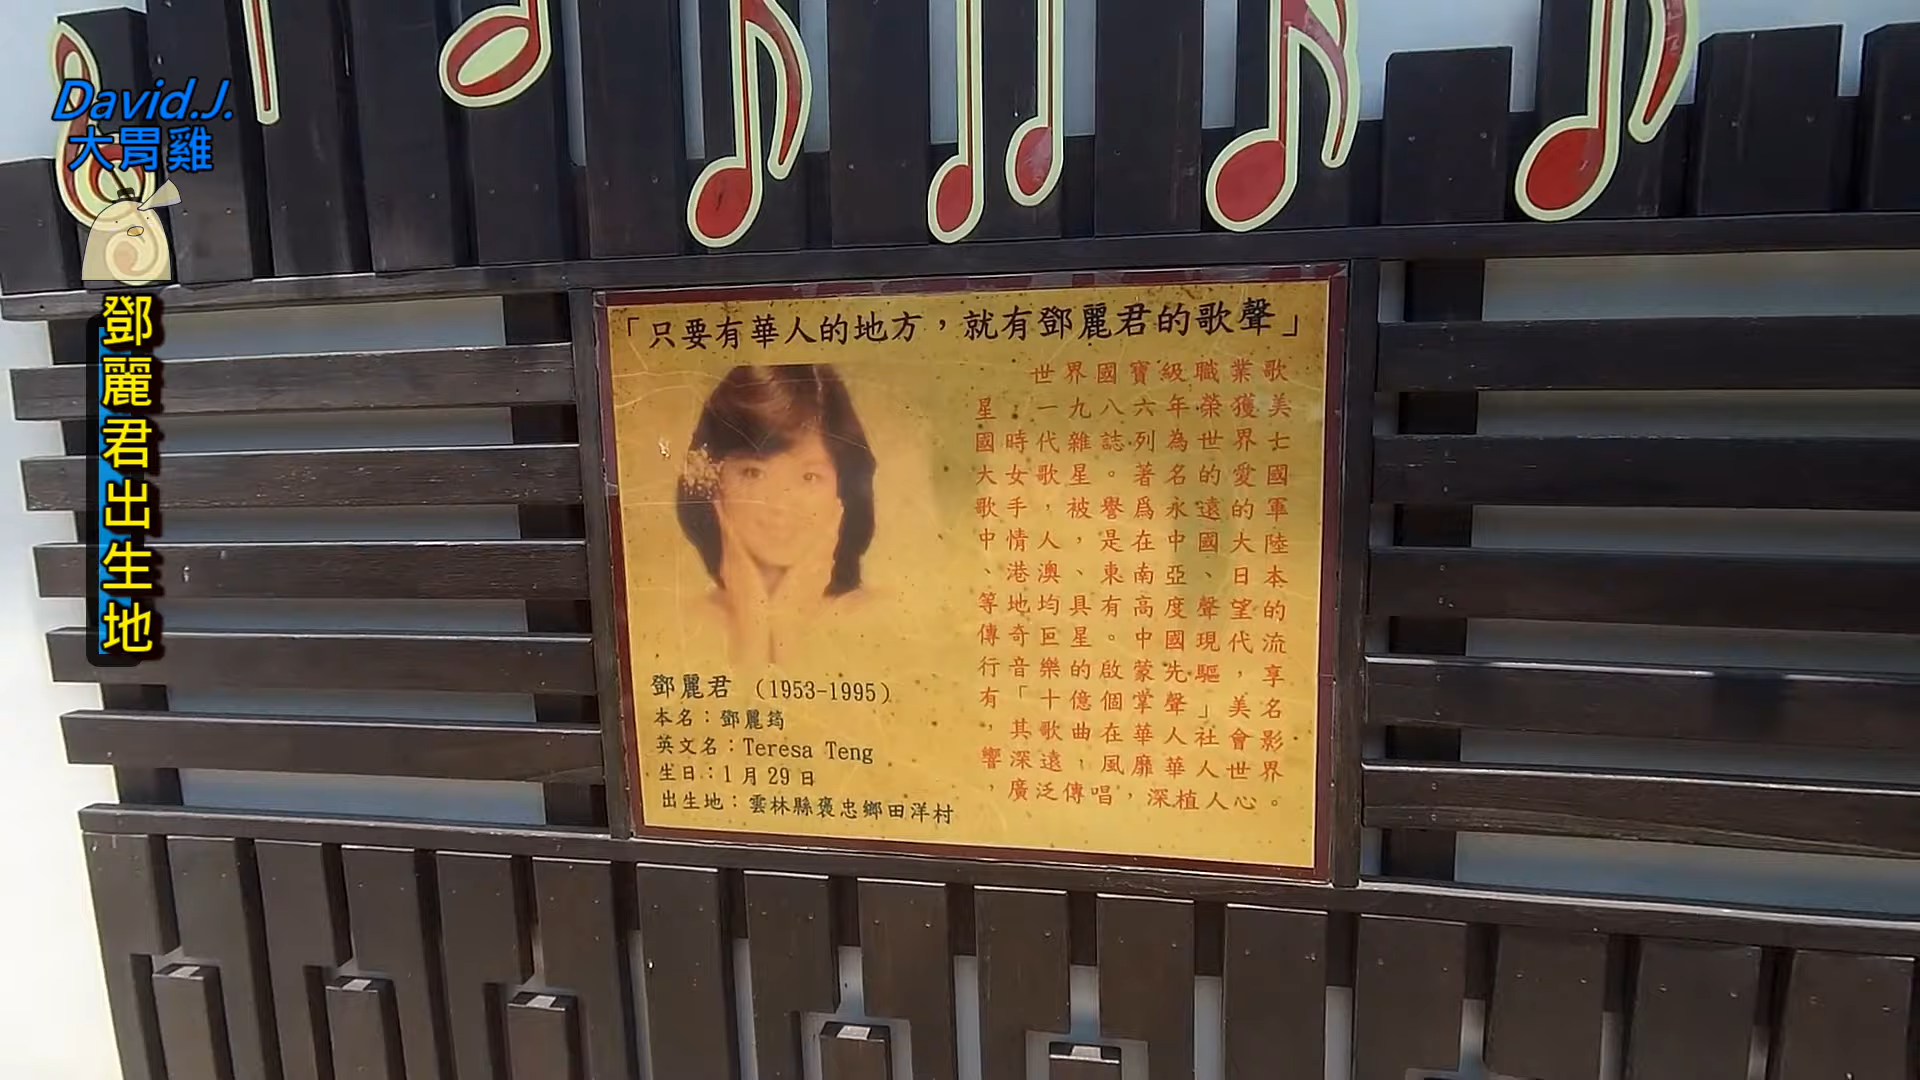 David.J.
大胃雞
鄧麗君出生地
「只要有華人的地方，就有鄧麗君的歌聲」
世界國寶級職業歌
星，一九八六年榮獲美
國時代雜誌列為世界七
大女歌星。著名的愛國
歌手，被譽爲永遠的軍
中情人，是在中國大陸
、港澳、東南亞、日本
等地均具有高度聲望的
傳奇巨星。中國現代流
行音樂的啟蒙先驅，享
有「十億個掌聲」美名
，其歌曲在華人社會影
響深遠，風靡華人世界
，廣泛傳唱，深植人心。
鄧麗君 （1953-1995）
本名：鄧麗筠
英文名：Teresa Teng
生日：1月29日
出生地：雲林縣褒忠鄉田洋村